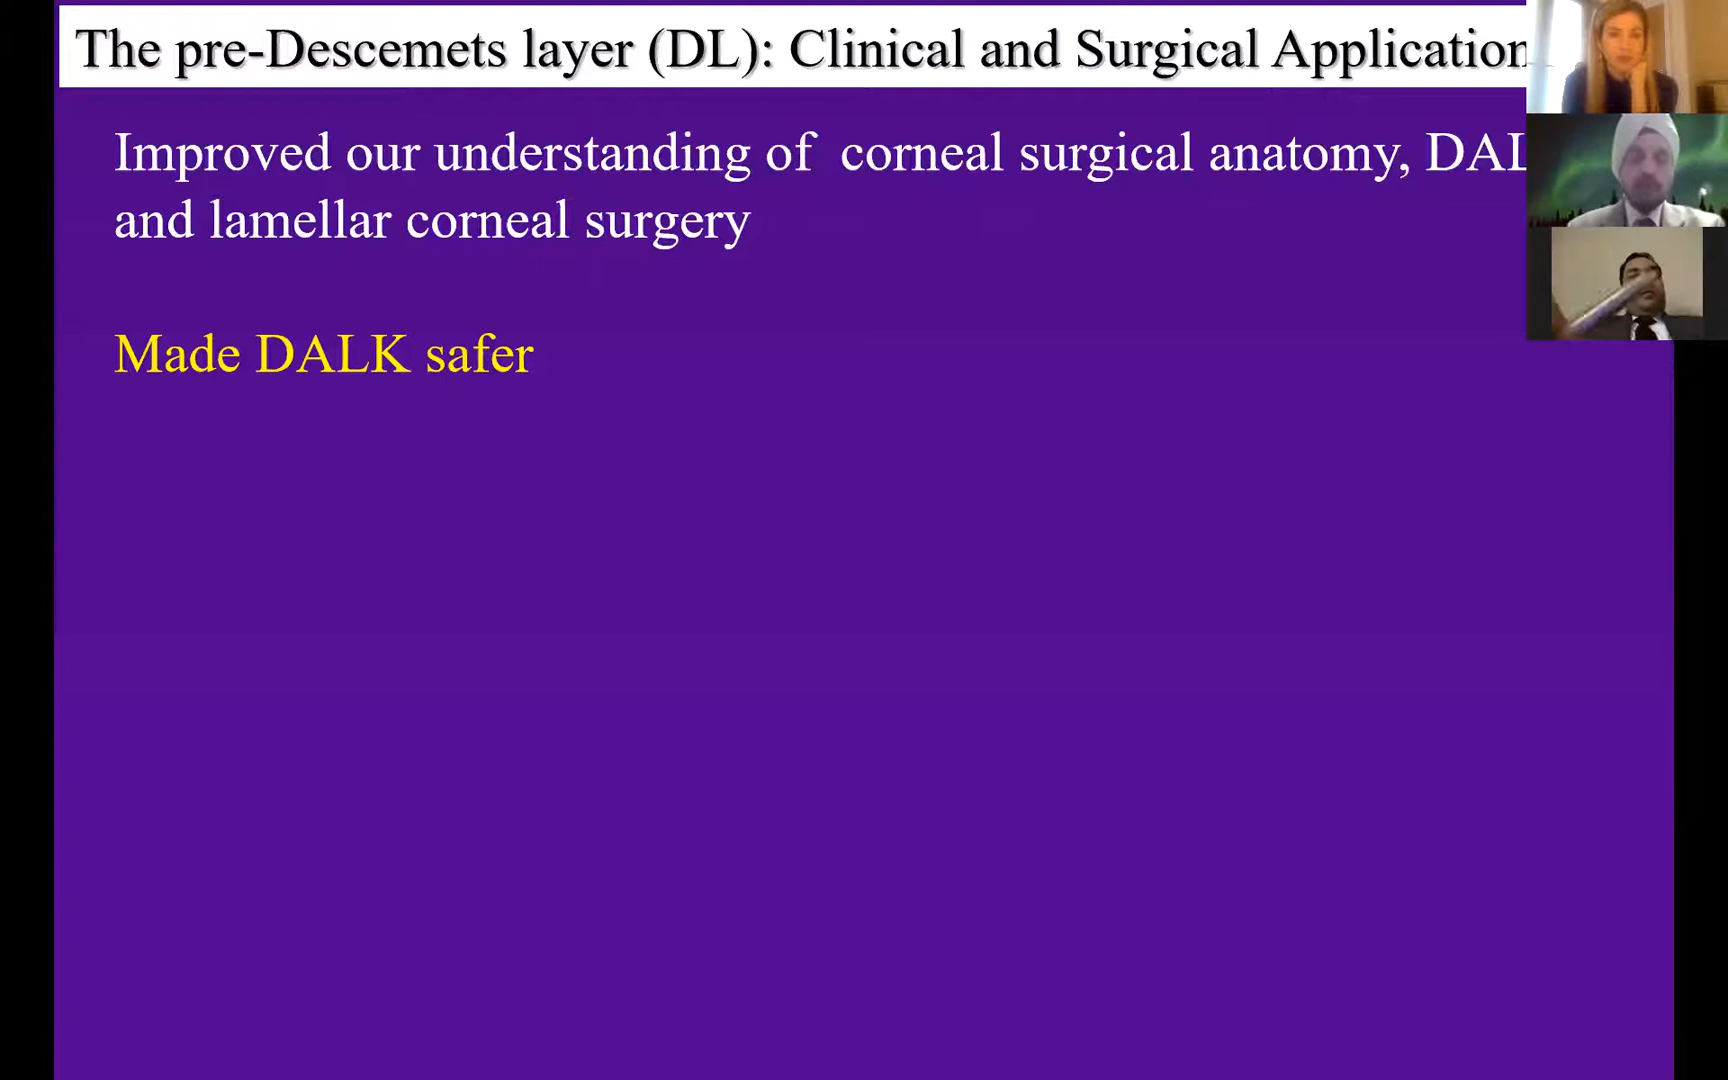 The pre-Descemets layer (DL): Clinical and Surgical Application
Improved our understanding of corneal surgical anatomy, DAL
and lamellar corneal surgery
Made DALK safer